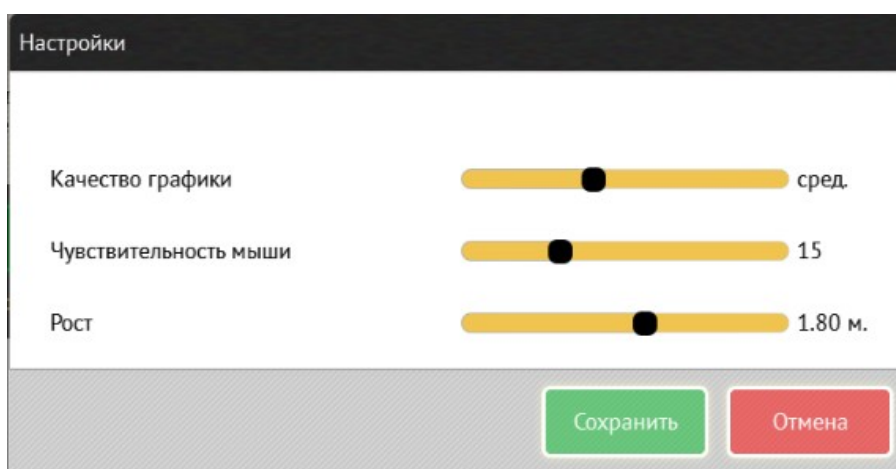 Настройки
Качество графики сред.
Чувствительность мыши 15
Рост 1.80 м.
Сохранить Отмена